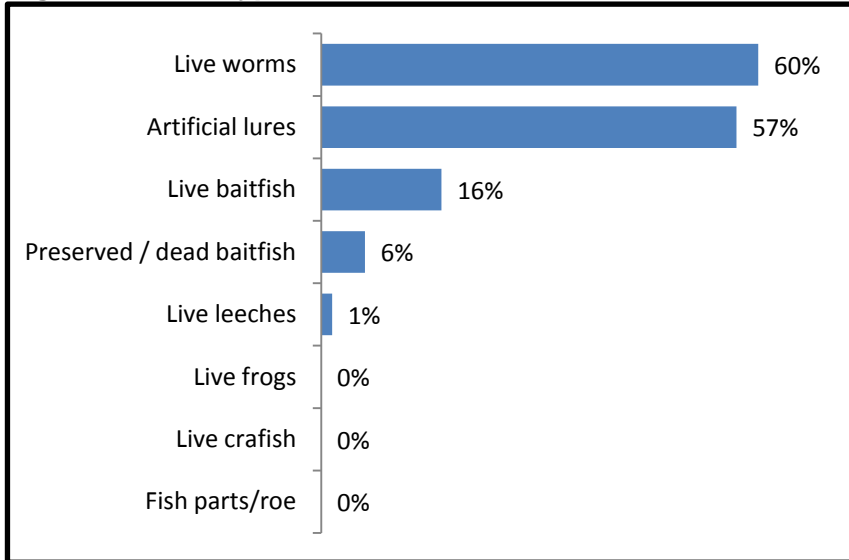 Live worms 60%
Artificial lures 57%
Live baitfish 16%
Preserved / dead baitfish 6%
Live leeches 1%
Live frogs 0%
Live crafish 0%
Fish parts/roe 0%